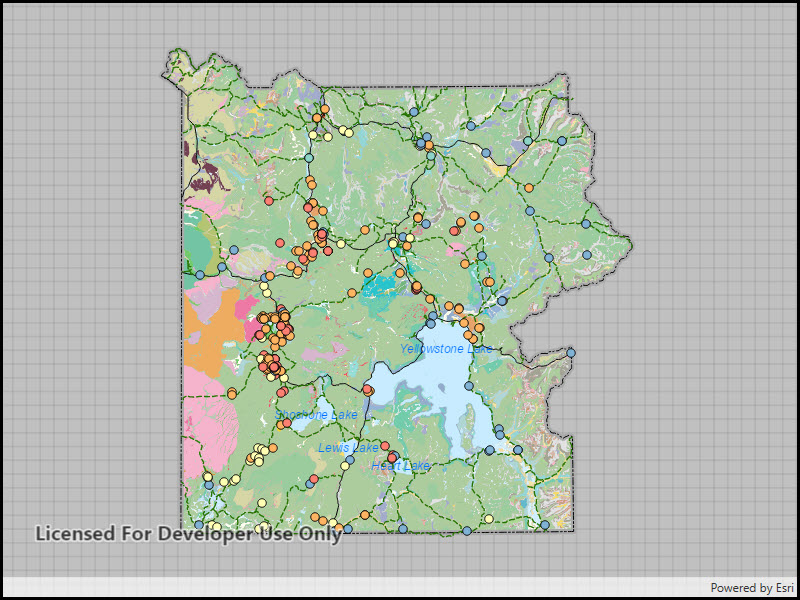 Yellowstone Lake
Shoshone Lake
Lewis Lake
Heart Lake
Licensed For Developer Use Only
Powered by Esri